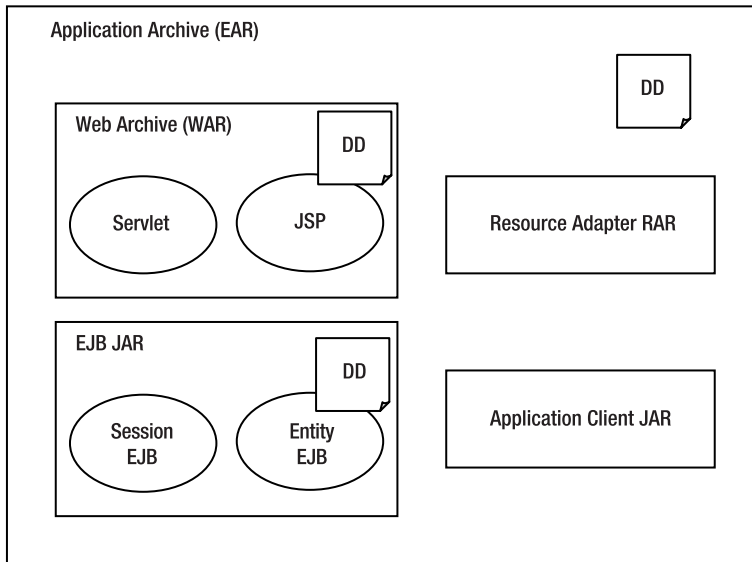 Application Archive (EAR)
DD
Web Archive (WAR)
DD
Servlet
JSP
Resource Adapter RAR
EJB JAR
DD
Session
EJB
Entity
EJB
Application Client JAR